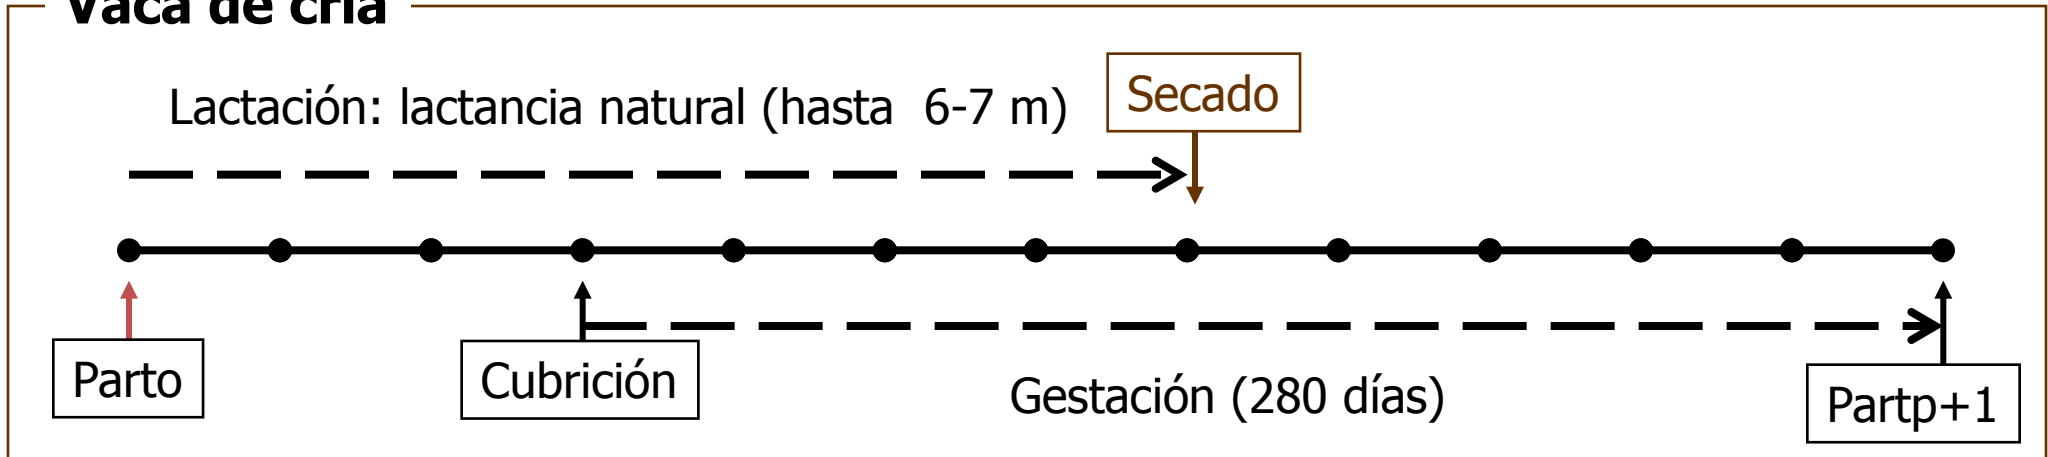 Vaca de cría
Lactación: lactancia natural (hasta 6-7 m)
Secado
Parto
Cubrición
Gestación (280 días)
Partp+1